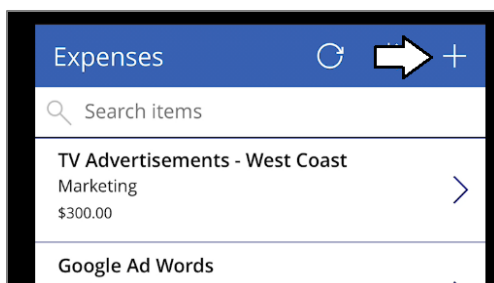 Expenses
Search items
TV Advertisements - West Coast
Marketing
$300.00
Google Ad Words